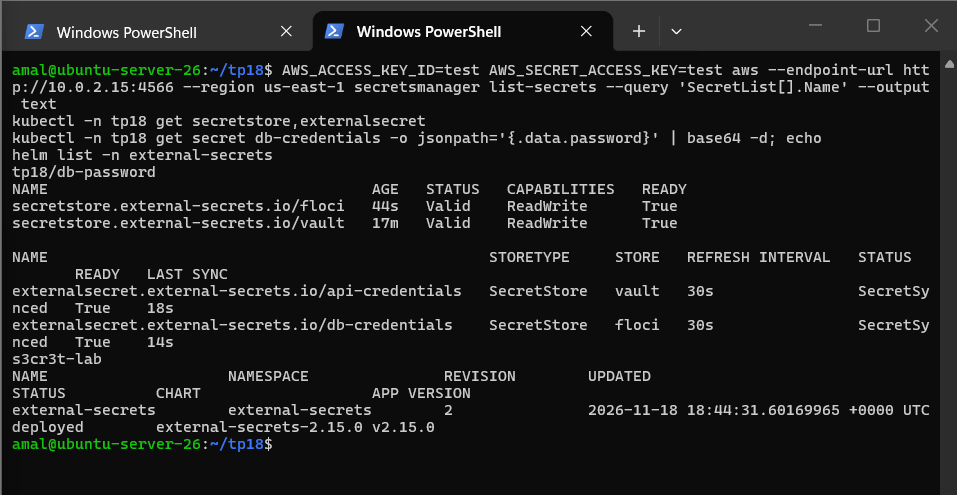 Windows PowerShell
Windows PowerShell
amal@ubuntu-server-26:~/tp18$ AWS_ACCESS_KEY_ID=test AWS_SECRET_ACCESS_KEY=test aws --endpoint-url htt
p://10.0.2.15:4566 --region us-east-1 secretsmanager list-secrets --query 'SecretList[].Name' --output
 text
kubectl -n tp18 get secretstore,externalsecret
kubectl -n tp18 get secret db-credentials -o jsonpath='{.data.password}' | base64 -d; echo
helm list -n external-secrets
tp18/db-password
NAME                                    AGE   STATUS   CAPABILITIES   READY
secretstore.external-secrets.io/floci   44s   Valid    ReadWrite      True
secretstore.external-secrets.io/vault   17m   Valid    ReadWrite      True
NAME                                                 STORETYPE     STORE   REFRESH INTERVAL   STATUS
       READY   LAST SYNC
externalsecret.external-secrets.io/api-credentials   SecretStore   vault   30s                SecretSy
nced   True    18s
externalsecret.external-secrets.io/db-credentials    SecretStore   floci   30s                SecretSy
nced   True    14s
s3cr3t-lab
NAME                    NAMESPACE               REVISION        UPDATED
STATUS          CHART                   APP VERSION
external-secrets        external-secrets        2               2026-11-18 18:44:31.60169965 +0000 UTC
deployed        external-secrets-2.15.0 v2.15.0
amal@ubuntu-server-26:~/tp18$